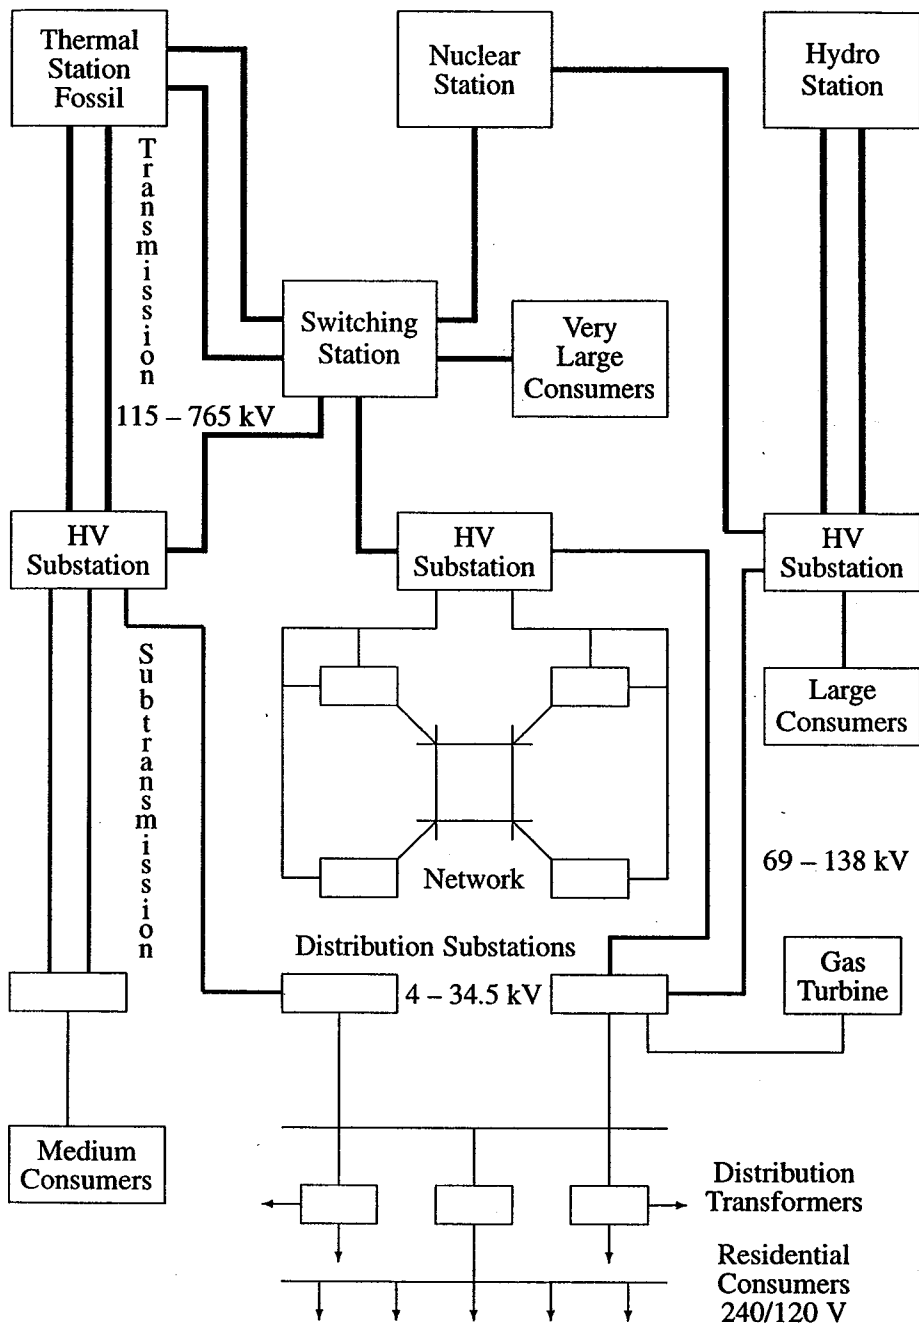 Thermal
Station
Fossil
Nuclear
Station
Hydro
Station
Transmission
Switching
Station
Very
Large
Consumers
115 – 765 kV
HV
Substation
HV
Substation
HV
Substation
Subtransmission
Large
Consumers
69 – 138 kV
Network
Distribution Substations
4 – 34.5 kV
Gas
Turbine
Medium
Consumers
Distribution
Transformers
Residential
Consumers
240/120 V